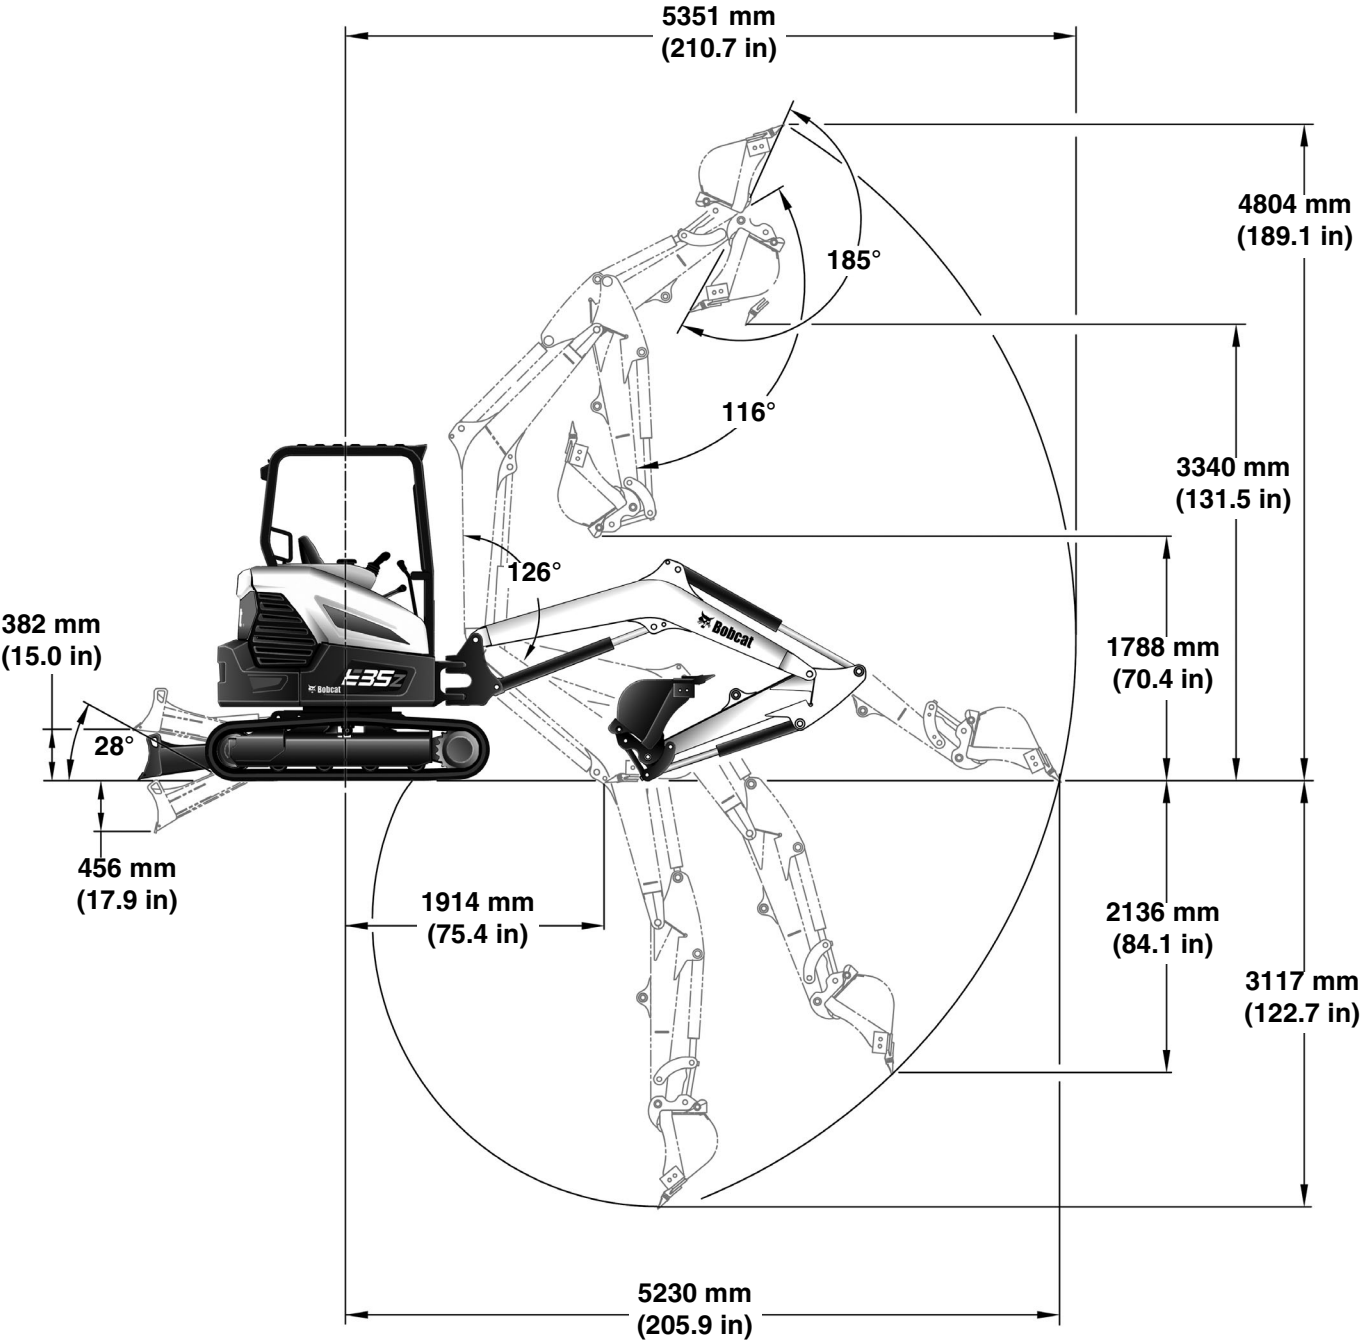 5351 mm
(210.7 in)
4804 mm
(189.1 in)
185°
116°
3340 mm
(131.5 in)
126°
382 mm
(15.0 in)
Bobcat
1788 mm
(70.4 in)
E35z
Bobcat
28°
456 mm
(17.9 in)
1914 mm
(75.4 in)
2136 mm
(84.1 in)
3117 mm
(122.7 in)
5230 mm
(205.9 in)